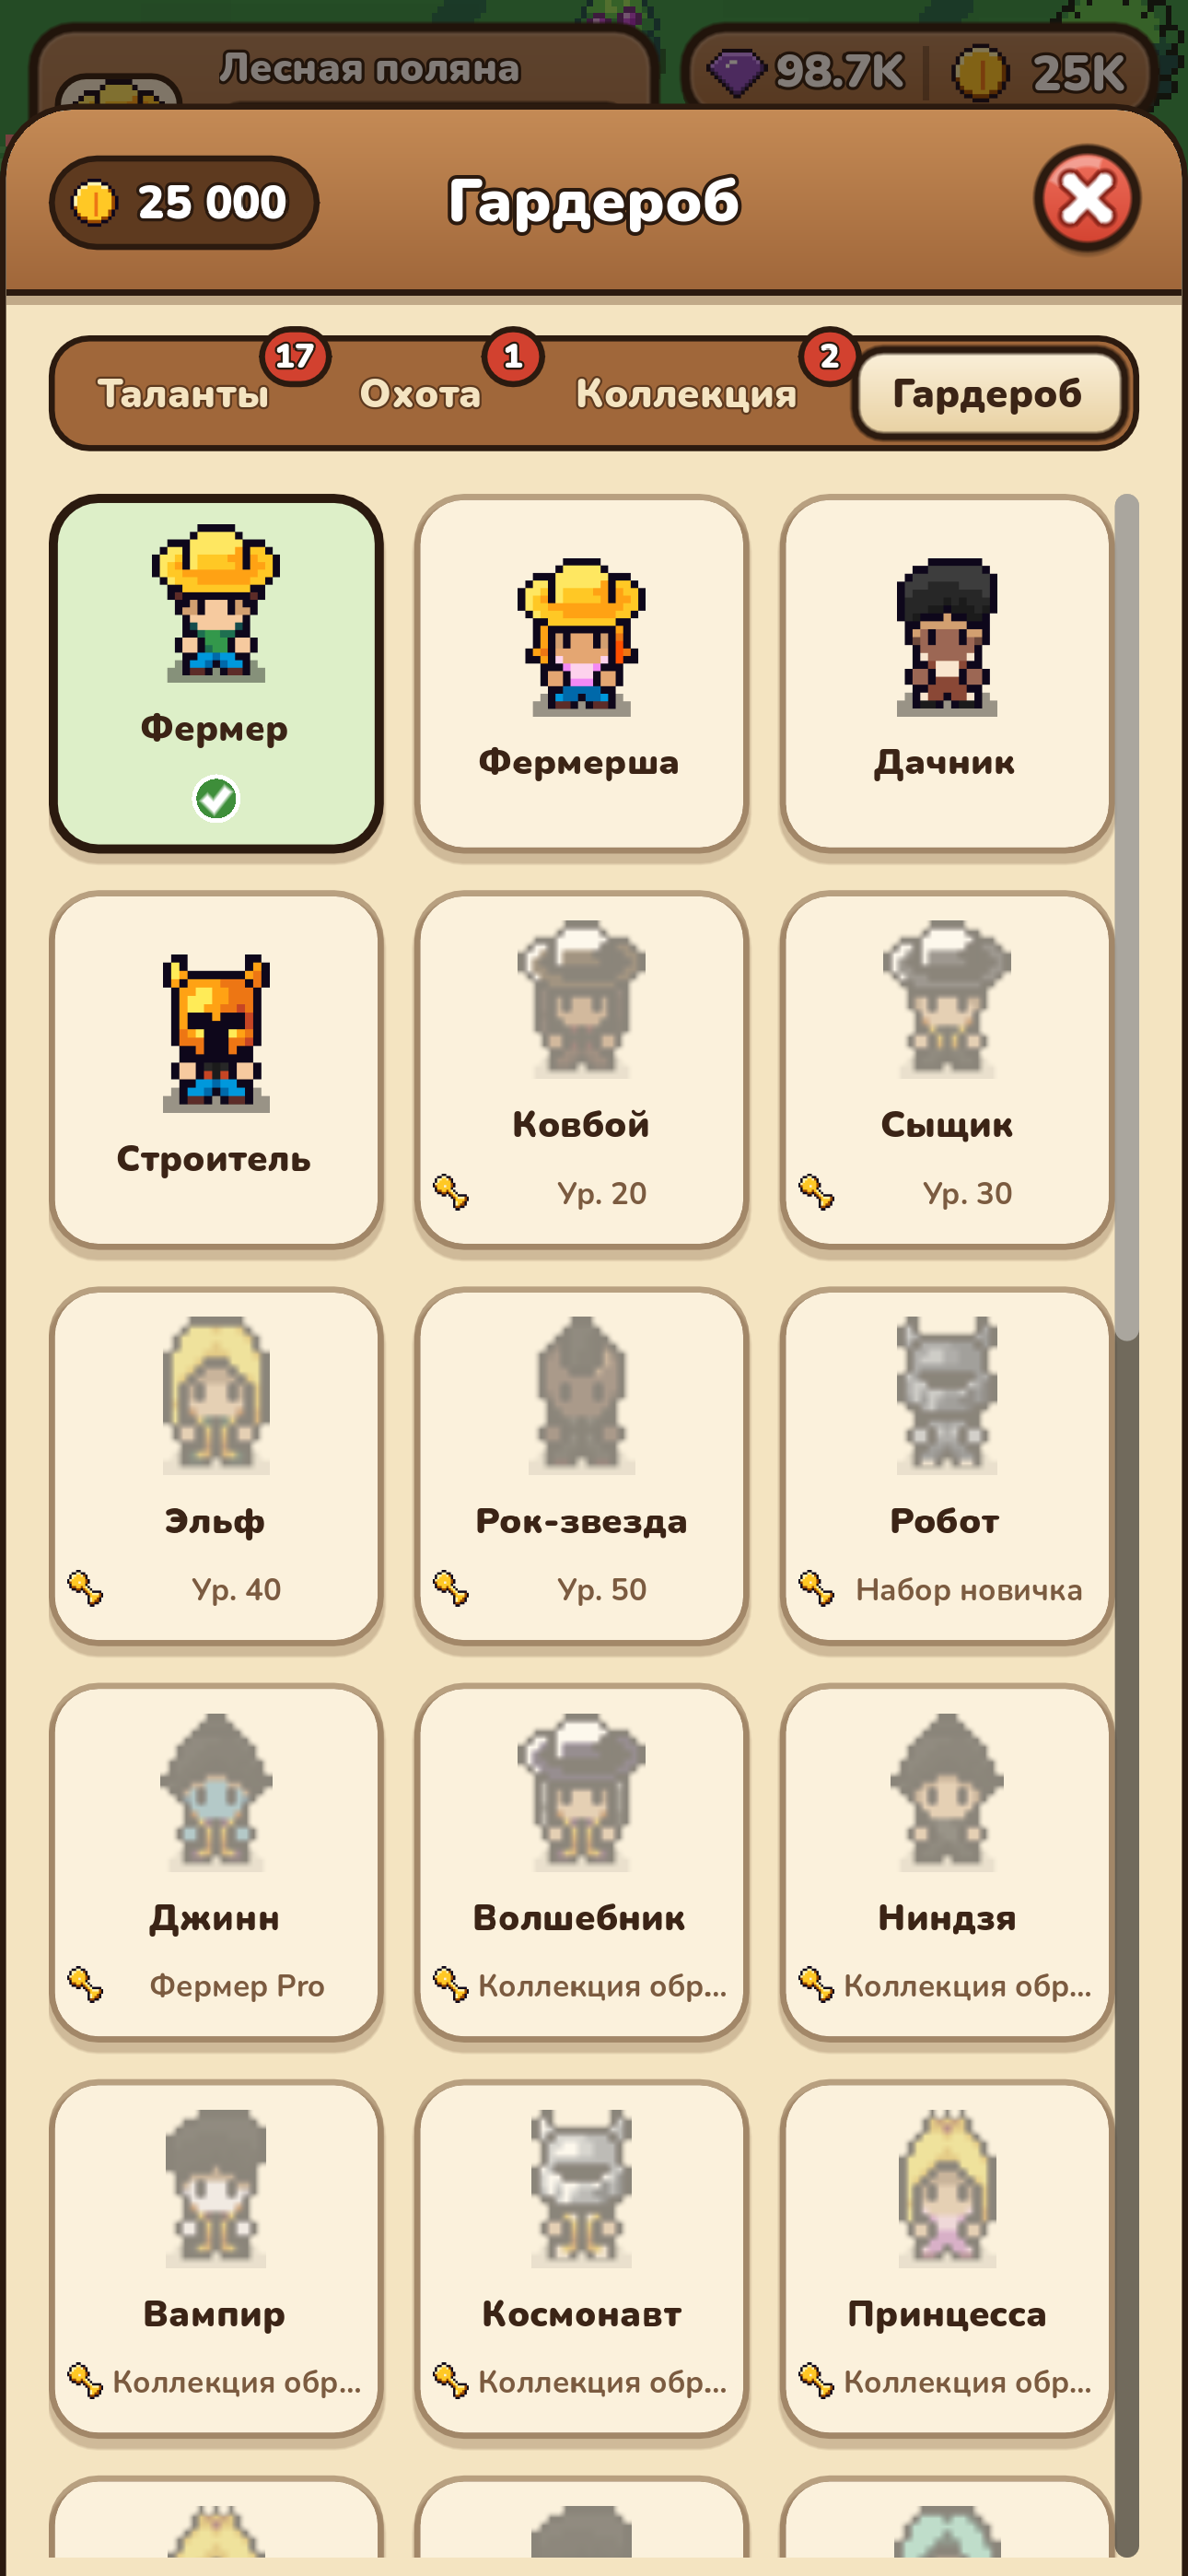 Лесная поляна
98.7K
25K
25 000
Гардероб
17
1
2
Таланты
Охота
Коллекция
Гардероб
Фермер
Фермерша
Дачник
Строитель
Ковбой
Сыщик
Ур. 20
Ур. 30
Эльф
Рок-звезда
Робот
Ур. 40
Ур. 50
Набор новичка
Джинн
Волшебник
Ниндзя
Фермер Pro
Коллекция обр...
Коллекция обр...
Вампир
Космонавт
Принцесса
Коллекция обр...
Коллекция обр...
Коллекция обр...